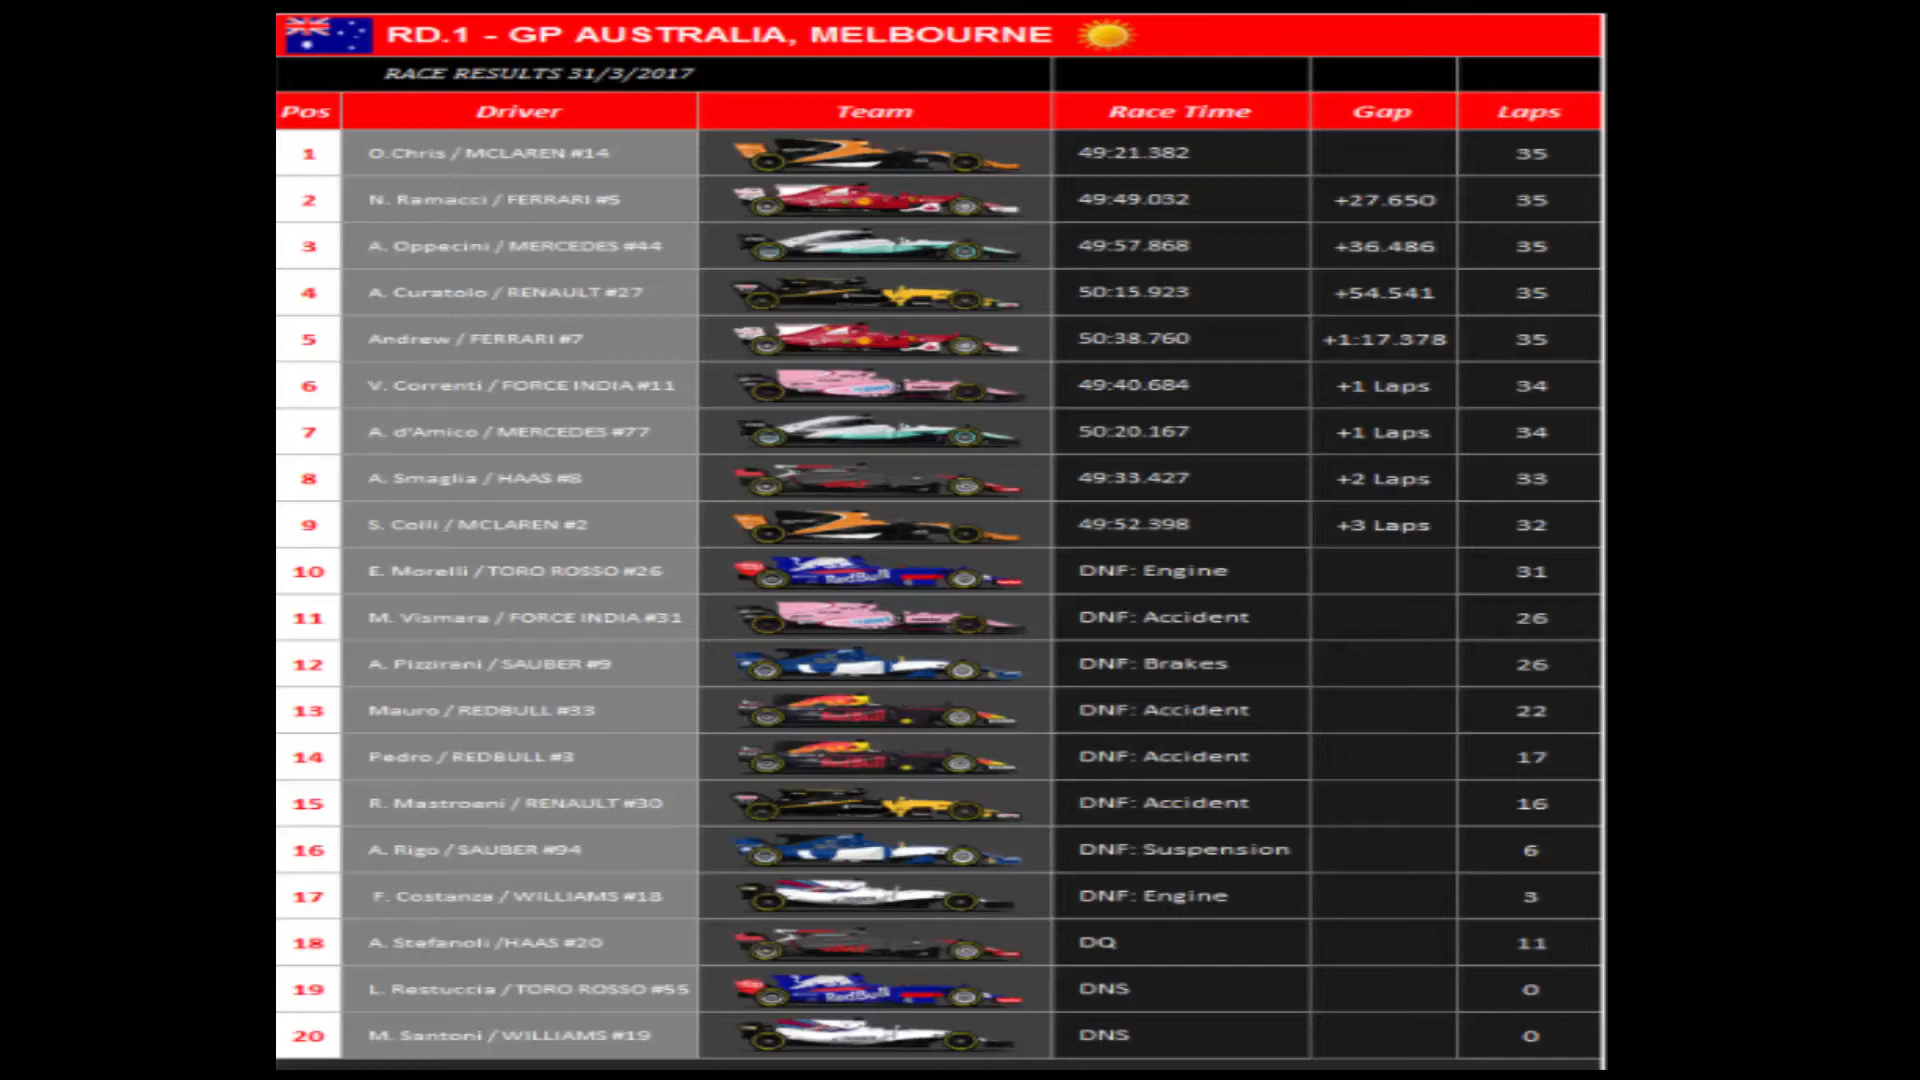 RD.1 - GP AUSTRALIA, MELBOURNE
RACE RESULTS 31/3/2017
Pos Driver Team Race Time Gap Laps
1 O.Chris / MCLAREN #14 49:21.382 35
2 N. Ramacci / FERRARI #5 49:49.032 +27.650 35
3 A. Oppecini / MERCEDES #44 49:57.868 +36.486 35
4 A. Curatolo / RENAULT #27 50:15.923 +54.541 35
5 Andrew / FERRARI #7 50:38.760 +1:17.378 35
6 V. Correnti / FORCE INDIA #11 49:40.684 +1 Laps 34
7 A. d'Amico / MERCEDES #77 50:20.167 +1 Laps 34
8 A. Smaglia / HAAS #8 49:33.427 +2 Laps 33
9 S. Colli / MCLAREN #2 49:52.398 +3 Laps 32
10 E. Morelli / TORO ROSSO #26 RedBull DNF: Engine 31
11 M. Vismara / FORCE INDIA #31 DNF: Accident 26
12 A. Pizzirani / SAUBER #9 DNF: Brakes 26
13 Mauro / REDBULL #33 RedBull DNF: Accident 22
14 Pedro / REDBULL #3 RedBull DNF: Accident 17
15 R. Mastroeni / RENAULT #30 DNF: Accident 16
16 A. Rigo / SAUBER #94 DNF: Suspension 6
17 F. Costanza / WILLIAMS #18 DNF: Engine 3
18 A. Stefanoli /HAAS #20 DQ 11
19 L. Restuccia / TORO ROSSO #55 RedBull DNS 0
20 M. Santoni / WILLIAMS #19 DNS 0